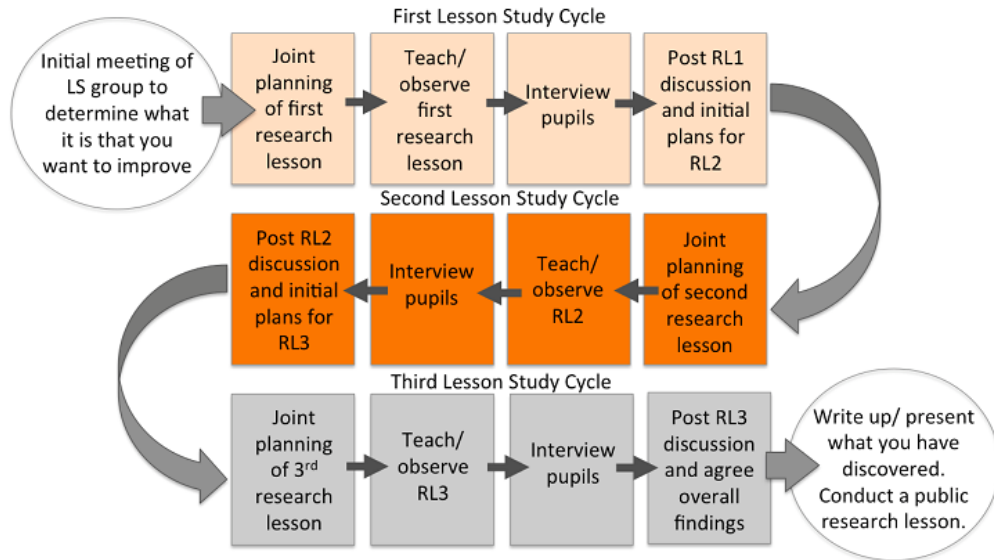 First Lesson Study Cycle
Initial meeting of
LS group to
determine what
it is that you
want to improve
Joint
planning
of first
research
lesson
Teach/
observe
first
research
lesson
Interview
pupils
Post RL1
discussion
and initial
plans for
RL2
Second Lesson Study Cycle
Joint
planning
of second
research
lesson
Teach/
observe
RL2
Interview
pupils
Post RL2
discussion
and initial
plans for
RL3
Third Lesson Study Cycle
Joint
planning
of 3rd
research
lesson
Teach/
observe
RL3
Interview
pupils
Post RL3
discussion
and agree
overall
findings
Write up/ present
what you have
discovered.
Conduct a public
research lesson.